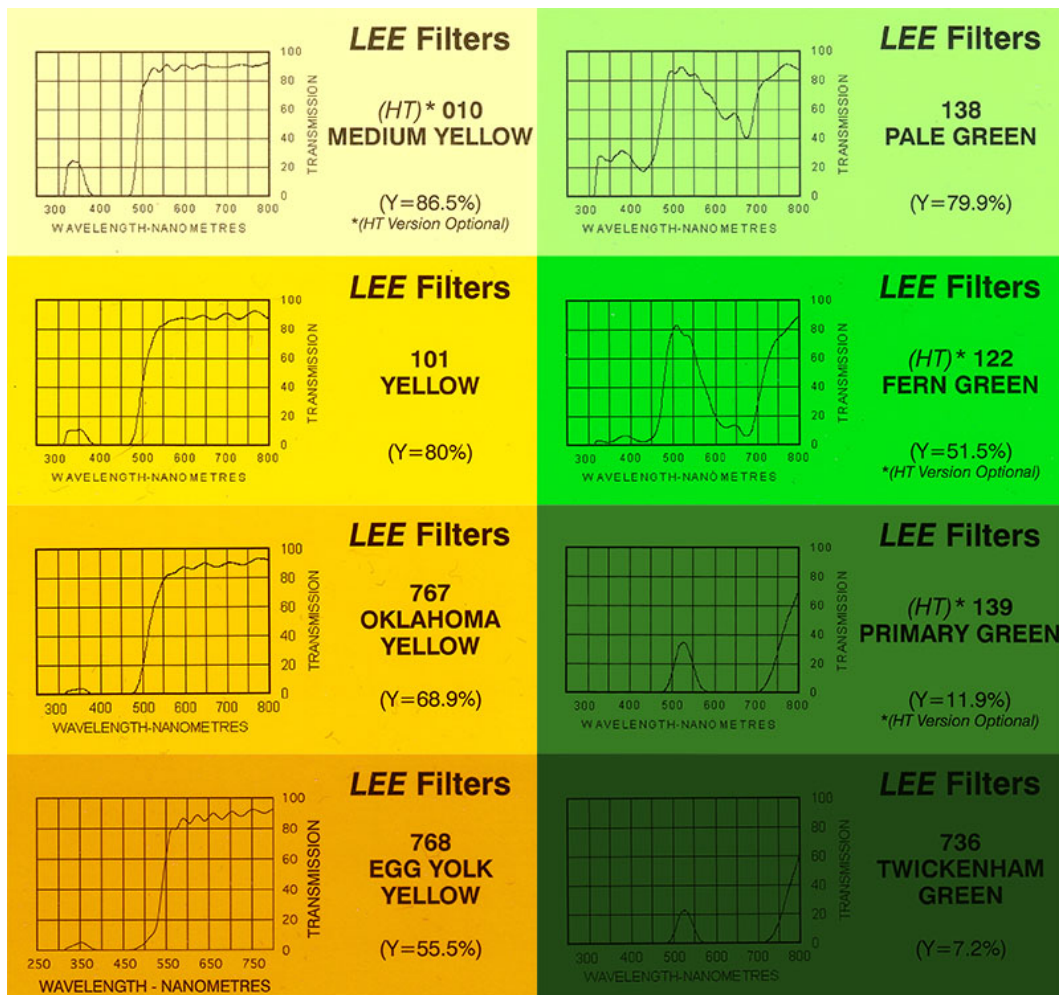 LEE Filters
(HT)* 010
MEDIUM YELLOW
(Y=86.5%)
*(HT Version Optional)
100
80
60
40
20
0
TRANSMISSION
300 400 500 600 700 800
WAVELENGTH-NANOMETRES
LEE Filters
138
PALE GREEN
(Y=79.9%)
100
80
60
40
20
0
TRANSMISSION
300 400 500 600 700 800
WAVELENGTH-NANOMETRES
LEE Filters
101
YELLOW
(Y=80%)
100
80
60
40
20
0
TRANSMISSION
300 400 500 600 700 800
WAVELENGTH-NANOMETRES
LEE Filters
(HT)* 122
FERN GREEN
(Y=51.5%)
*(HT Version Optional)
100
80
60
40
20
0
TRANSMISSION
300 400 500 600 700 800
WAVELENGTH-NANOMETRES
LEE Filters
767
OKLAHOMA
YELLOW
(Y=68.9%)
100
80
60
40
20
0
TRANSMISSION
300 400 500 600 700 800
WAVELENGTH-NANOMETRES
LEE Filters
(HT)* 139
PRIMARY GREEN
(Y=11.9%)
*(HT Version Optional)
100
80
60
40
20
0
TRANSMISSION
300 400 500 600 700 800
WAVELENGTH-NANOMETRES
LEE Filters
768
EGG YOLK
YELLOW
(Y=55.5%)
100
80
60
40
20
0
TRANSMISSION
250 350 450 550 650 750
WAVELENGTH - NANOMETRES
LEE Filters
736
TWICKENHAM
GREEN
(Y=7.2%)
100
80
60
40
20
0
TRANSMISSION
300 400 500 600 700 800
WAVELENGTH-NANOMETRES